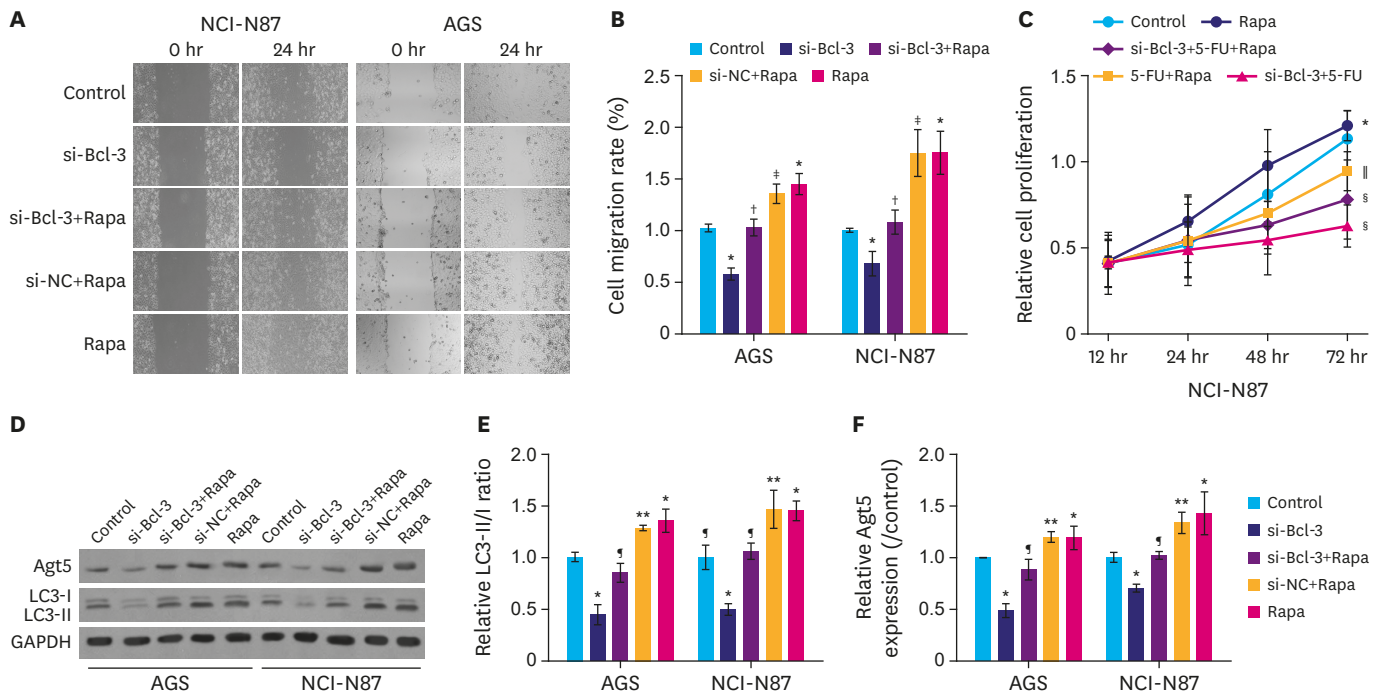 A
NCI-N87 AGS
0 hr 24 hr 0 hr 24 hr
Control
si-Bcl-3
si-Bcl-3+Rapa
si-NC+Rapa
Rapa
B
Control si-Bcl-3 si-Bcl-3+Rapa
si-NC+Rapa Rapa
Cell migration rate (%)
2.5
2.0
1.5
1.0
0.5
0
* † ‡ *
* † ‡ *
AGS NCI-N87
C
Control Rapa
si-Bcl-3+5-FU+Rapa
5-FU+Rapa si-Bcl-3+5-FU
Relative cell proliferation
1.5
1.0
0.5
0
*
‖
§
§
12 hr 24 hr 48 hr 72 hr
NCI-N87
D
Control si-Bcl-3 si-Bcl-3+Rapa si-NC+Rapa Rapa Control si-Bcl-3 si-Bcl-3+Rapa si-NC+Rapa Rapa
Agt5
LC3-I
LC3-II
GAPDH
AGS NCI-N87
E
Relative LC3-II/I ratio
2.0
1.5
1.0
0.5
0
* ¶ ** *
¶ * ¶ ** *
AGS NCI-N87
F
Relative Agt5
expression (/control)
2.0
1.5
1.0
0.5
0
* ¶ ** *
* ¶ ** *
AGS NCI-N87
Control
si-Bcl-3
si-Bcl-3+Rapa
si-NC+Rapa
Rapa